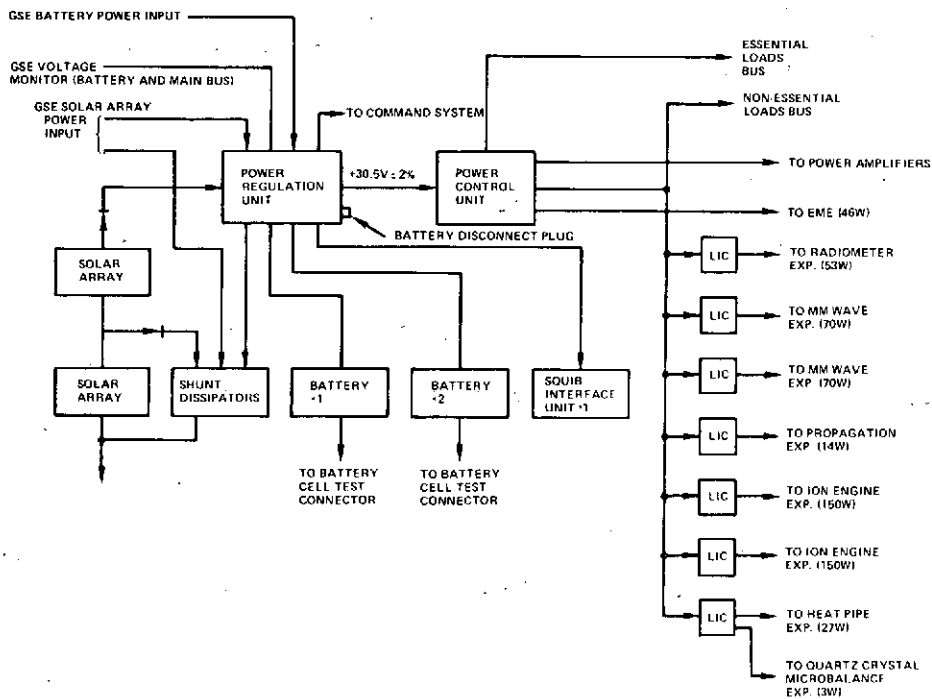 GSE BATTERY POWER INPUT
GSE VOLTAGE
MONITOR (BATTERY AND MAIN BUS)
GSE SOLAR ARRAY
POWER
INPUT
TO COMMAND SYSTEM
ESSENTIAL
LOADS
BUS
NON-ESSENTIAL
LOADS BUS
POWER
REGULATION
UNIT
+30.5V ± 2%
POWER
CONTROL
UNIT
TO POWER AMPLIFIERS
TO EME (46W)
BATTERY DISCONNECT PLUG
SOLAR
ARRAY
SOLAR
ARRAY
SHUNT
DISSIPATORS
BATTERY
#1
BATTERY
#2
SQUIB
INTERFACE
UNIT #1
TO BATTERY
CELL TEST
CONNECTOR
TO BATTERY
CELL TEST
CONNECTOR
LIC
TO RADIOMETER
EXP. (53W)
LIC
TO MM WAVE
EXP. (70W)
LIC
TO MM WAVE
EXP. (70W)
LIC
TO PROPAGATION
EXP. (14W)
LIC
TO ION ENGINE
EXP. (150W)
LIC
TO ION ENGINE
EXP. (150W)
LIC
TO HEAT PIPE
EXP. (27W)
TO QUARTZ CRYSTAL
MICROBALANCE
EXP. (3W)